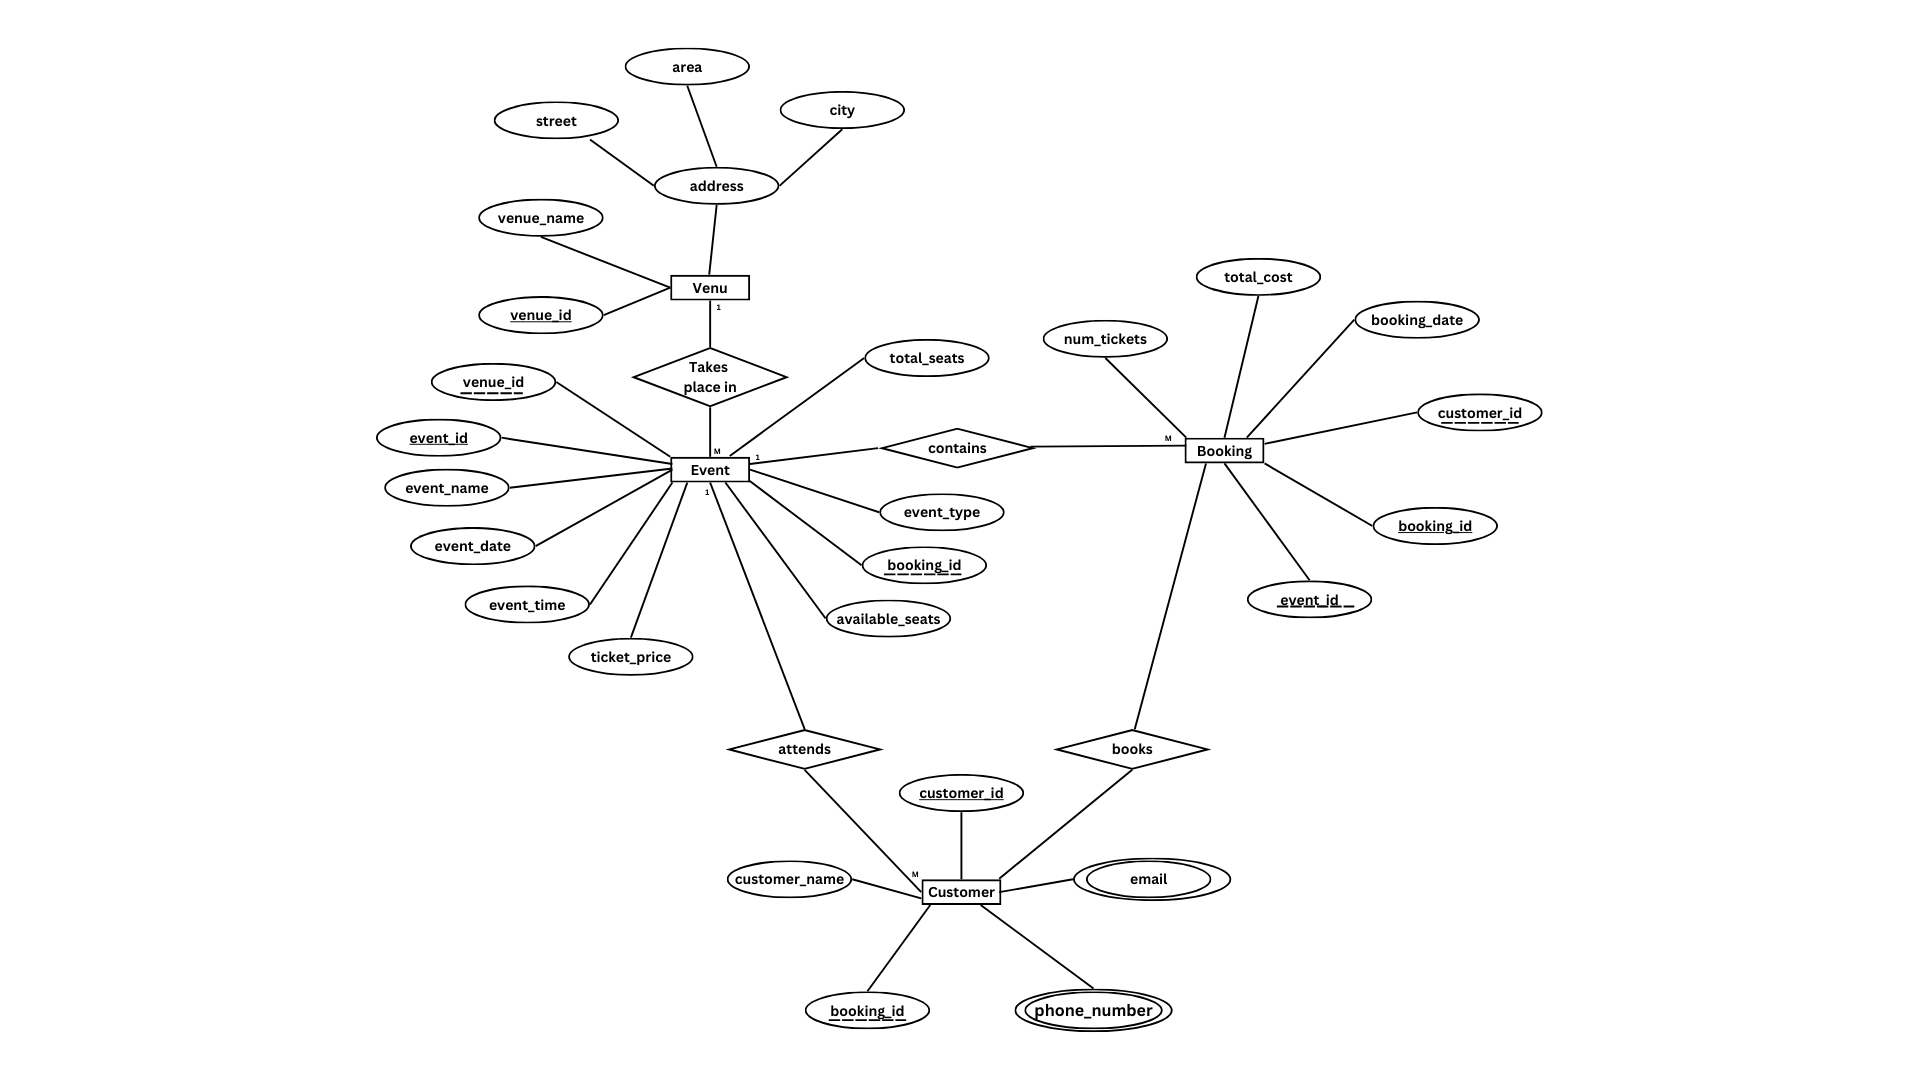 area
city
street
address
venue_name
Venu
venue_id
1
total_cost
booking_date
num_tickets
total_seats
Takes
place in
venue_id
customer_id
event_id
M
1
contains
M
Booking
Event
event_name
1
event_type
booking_id
event_date
booking_id
event_time
available_seats
event_id
ticket_price
attends
books
customer_id
M
customer_name
Customer
email
booking_id
phone_number